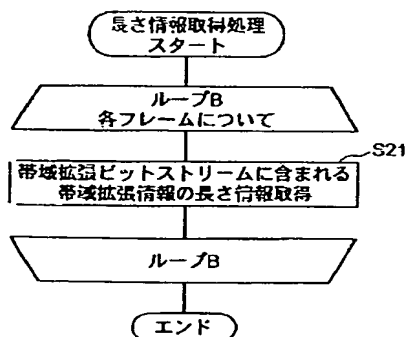 長さ情報取得処理
スタート
ループB
各フレームについて
S21
帯域拡張ビットストリームに含まれる
帯域拡張情報の長さ情報取得
ループB
エンド